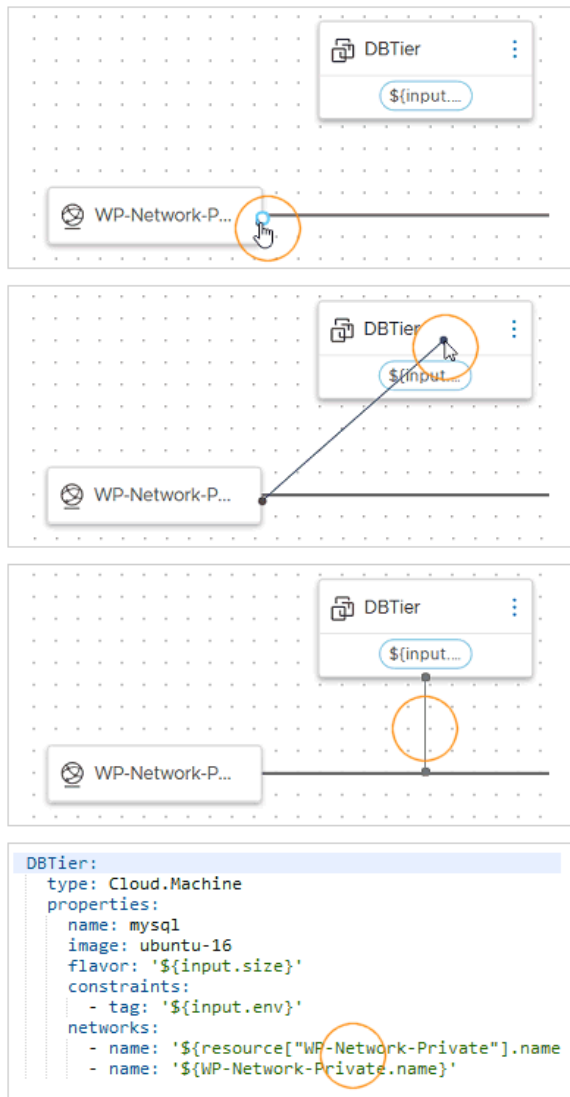 DBTier
${input....
WP-Network-P...
DBTier
${input....
WP-Network-P...
DBTier
${input....
WP-Network-P...
DBTier:
type: Cloud.Machine
properties:
name: mysql
image: ubuntu-16
flavor: '${input.size}'
constraints:
- tag: '${input.env}'
networks:
- name: '${resource["WP-Network-Private"].name
- name: '${WP-Network-Private.name}'